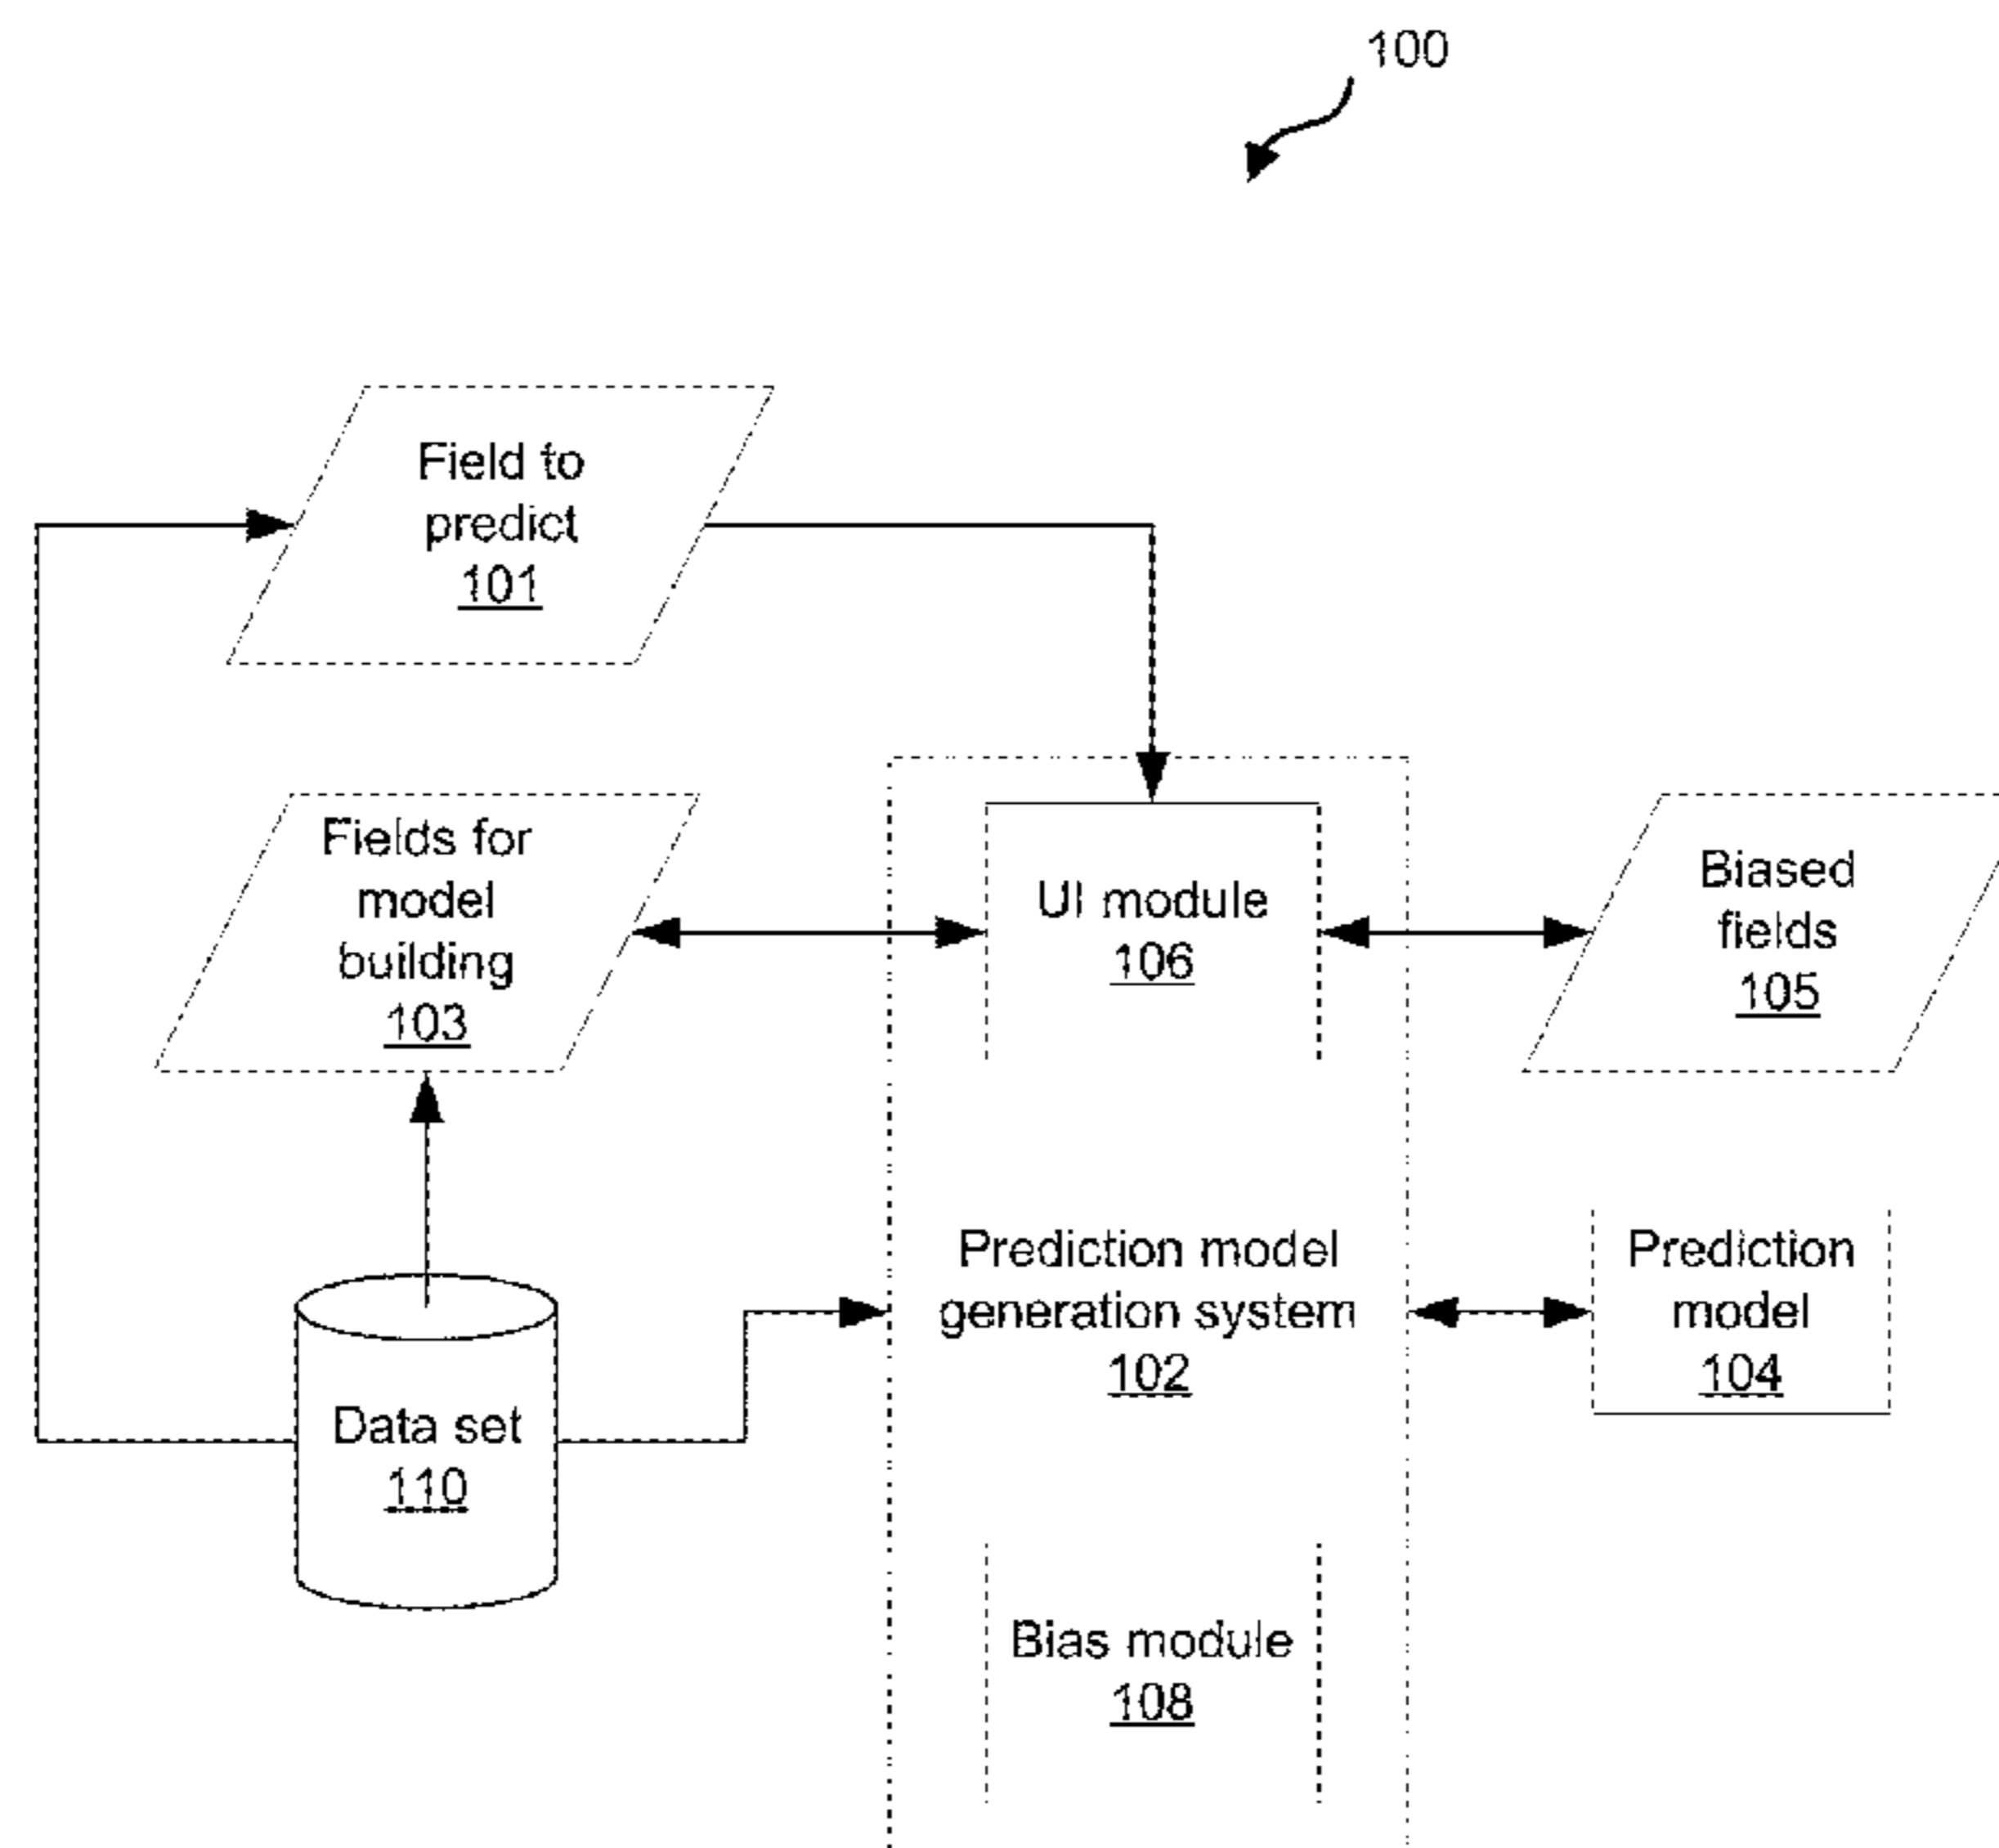 100
Field to
predict
101
Fields for
model
building
103
UI module
106
Biased
fields
105
Prediction model
generation system
102
Prediction
model
104
Data set
110
Bias module
108